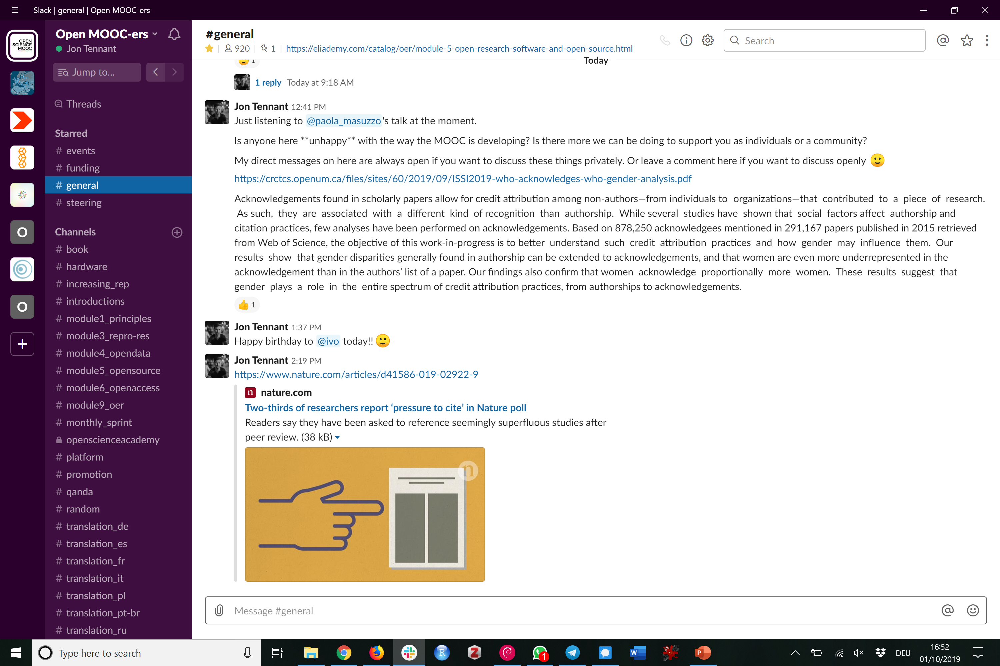 Slack | general | Open MOOC-ers
OPEN
SCIENCE
MOOC
O
O
Open MOOC-ers
Jon Tennant
Jump to...
Threads
Starred
# events
# funding
# general
# steering
Channels
# book
# hardware
# increasing_rep
# introductions
# module1_principles
# module3_repro-res
# module4_opendata
# module5_opensource
# module6_openaccess
# module9_oer
# monthly_sprint
openscienceacademy
# platform
# promotion
# qanda
# random
# translation_de
# translation_es
# translation_fr
# translation_it
# translation_pl
# translation_pt-br
# translation_ru
#general
920 | 1 | https://eliademy.com/catalog/oer/module-5-open-research-software-and-open-source.html
Search
Today
1
1 reply Today at 9:18 AM
Jon Tennant 12:41 PM
Just listening to @paola_masuzzo's talk at the moment.
Is anyone here **unhappy** with the way the MOOC is developing? Is there more we can be doing to support you as individuals or a community?
My direct messages on here are always open if you want to discuss these things privately. Or leave a comment here if you want to discuss openly
https://crctcs.openum.ca/files/sites/60/2019/09/ISSI2019-who-acknowledges-who-gender-analysis.pdf
Acknowledgements found in scholarly papers allow for credit attribution among non-authors—from individuals to organizations—that contributed to a piece of research.
As such, they are associated with a different kind of recognition than authorship. While several studies have shown that social factors affect authorship and
citation practices, few analyses have been performed on acknowledgements. Based on 878,250 acknowledgees mentioned in 291,167 papers published in 2015 retrieved
from Web of Science, the objective of this work-in-progress is to better understand such credit attribution practices and how gender may influence them. Our
results show that gender disparities generally found in authorship can be extended to acknowledgements, and that women are even more underrepresented in the
acknowledgement than in the authors’ list of a paper. Our findings also confirm that women acknowledge proportionally more women. These results suggest that
gender plays a role in the entire spectrum of credit attribution practices, from authorships to acknowledgements.
1
Jon Tennant 1:37 PM
Happy birthday to @ivo today!!
Jon Tennant 2:19 PM
https://www.nature.com/articles/d41586-019-02922-9
n nature.com
Two-thirds of researchers report ‘pressure to cite’ in Nature poll
Readers say they have been asked to reference seemingly superfluous studies after
peer review. (38 kB)
n
Message #general
Type here to search
R
Z
1
W
64
P
DEU
16:52
01/10/2019